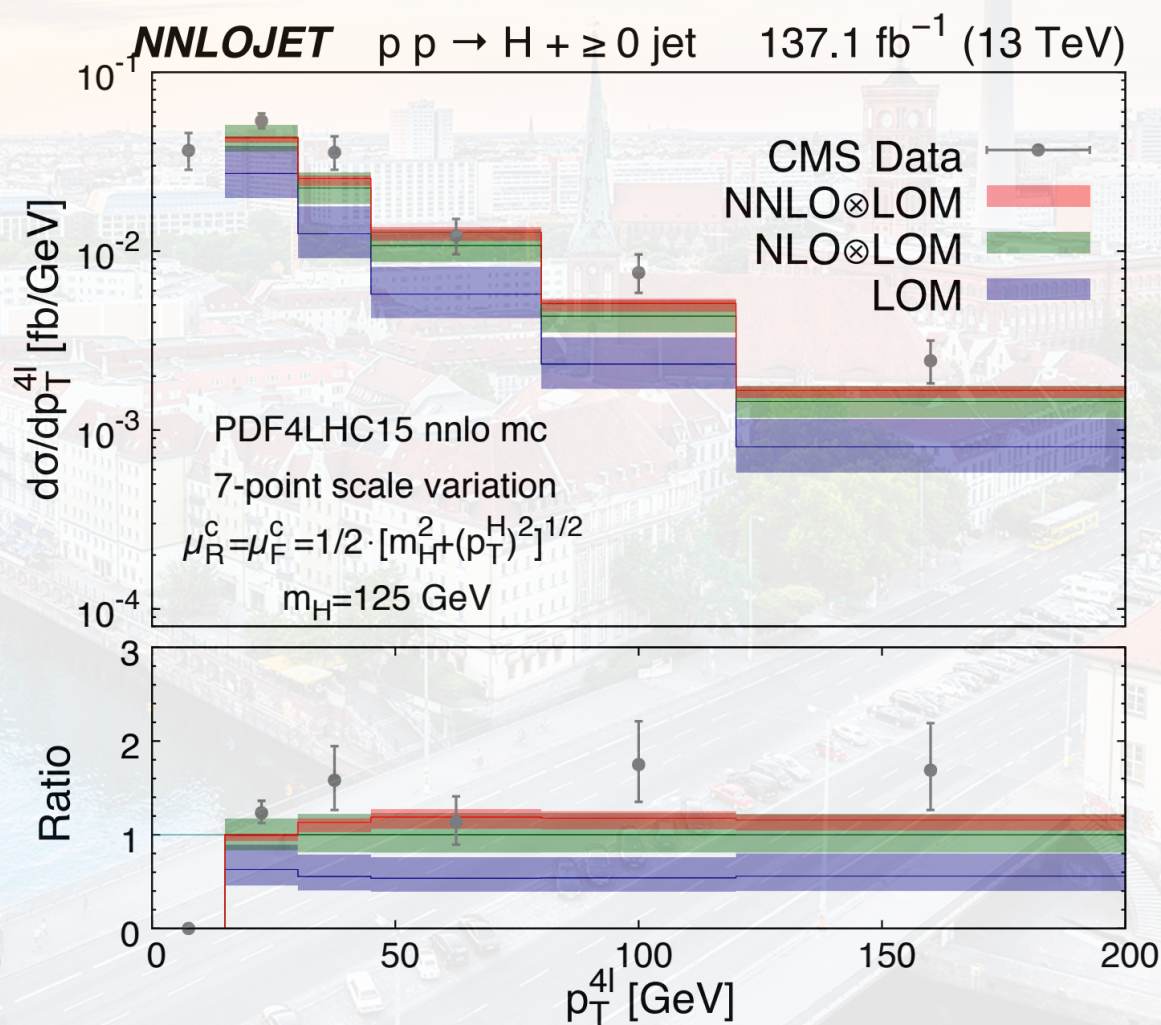 NNLOJET p p → H + ≥ 0 jet 137.1 fb⁻¹ (13 TeV)
10⁻¹
10⁻²
10⁻³
10⁻⁴
dσ/dp_T^4l [fb/GeV]
CMS Data
NNLO⊗LOM
NLO⊗LOM
LOM
PDF4LHC15 nnlo mc
7-point scale variation
μ_R^c=μ_F^c=1/2·[m_H^2+(p_T^H)^2]^1/2
m_H=125 GeV
3
2
1
0
Ratio
0 50 100 150 200
p_T^4l [GeV]